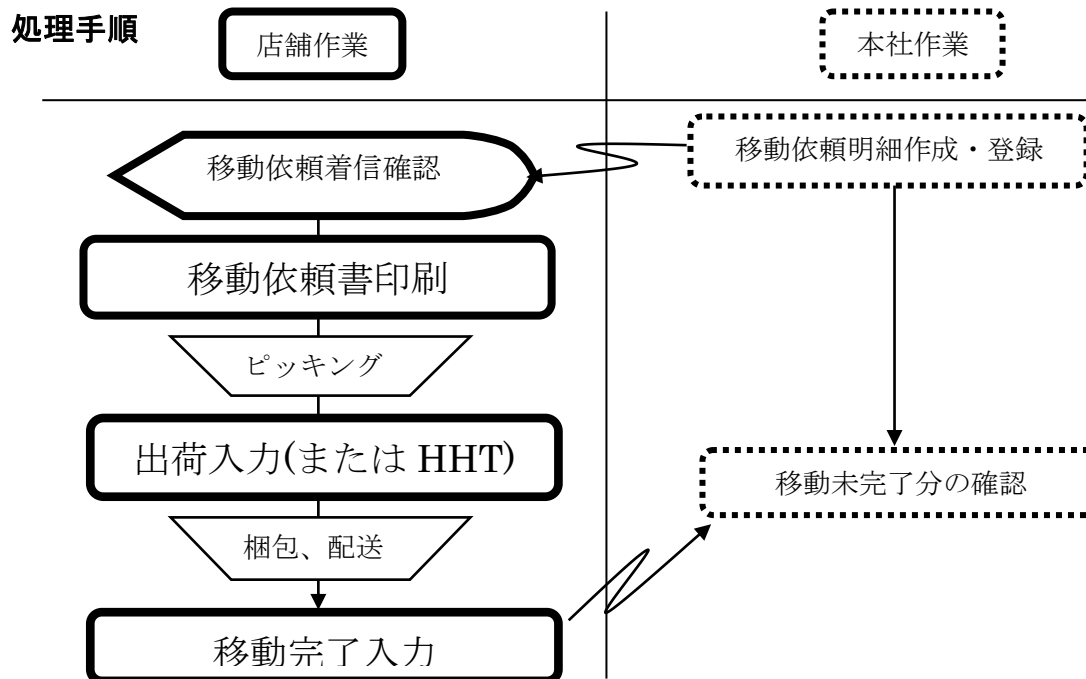 処理手順
店舗作業
本社作業
移動依頼着信確認
移動依頼明細作成・登録
移動依頼書印刷
ピッキング
出荷入力(または HHT)
移動未完了分の確認
梱包、配送
移動完了入力